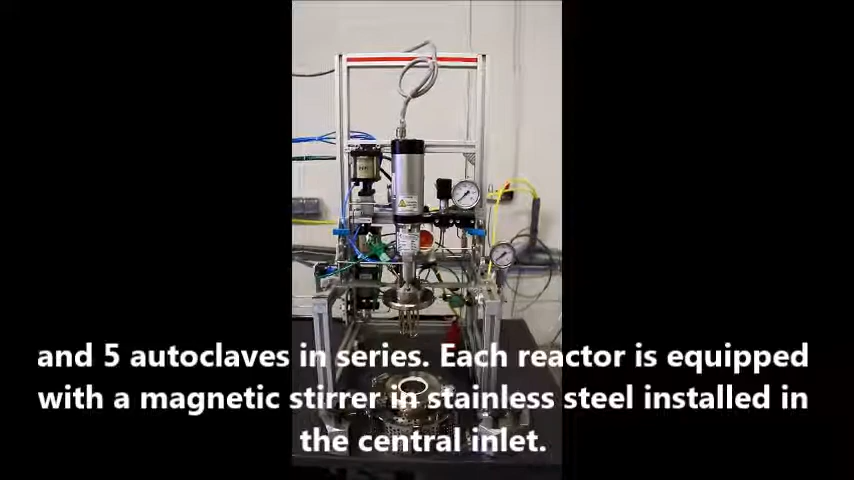 and 5 autoclaves in series. Each reactor is equipped
with a magnetic stirrer in stainless steel installed in
the central inlet.